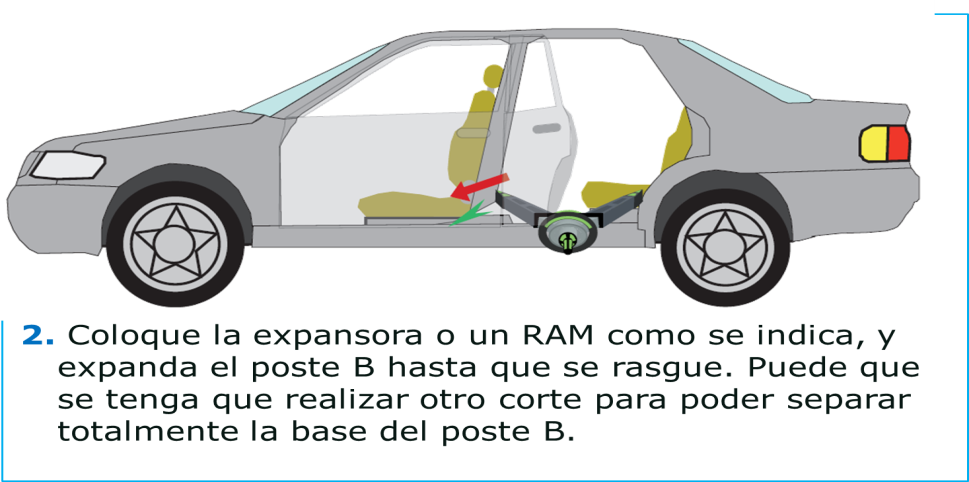 2. Coloque la expansora o un RAM como se indica, y
expanda el poste B hasta que se rasgue. Puede que
se tenga que realizar otro corte para poder separar
totalmente la base del poste B.